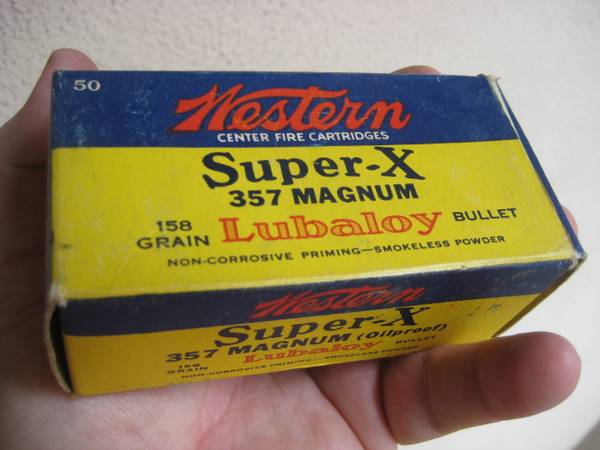 50
Western
CENTER FIRE CARTRIDGES
Super-X
357 MAGNUM
158 GRAIN Lubaloy BULLET
NON-CORROSIVE PRIMING—SMOKELESS POWDER
Western
Super-X
357 MAGNUM (Oilproof)
158 GRAIN Lubaloy BULLET
NON-CORROSIVE PRIMING—SMOKELESS POWDER